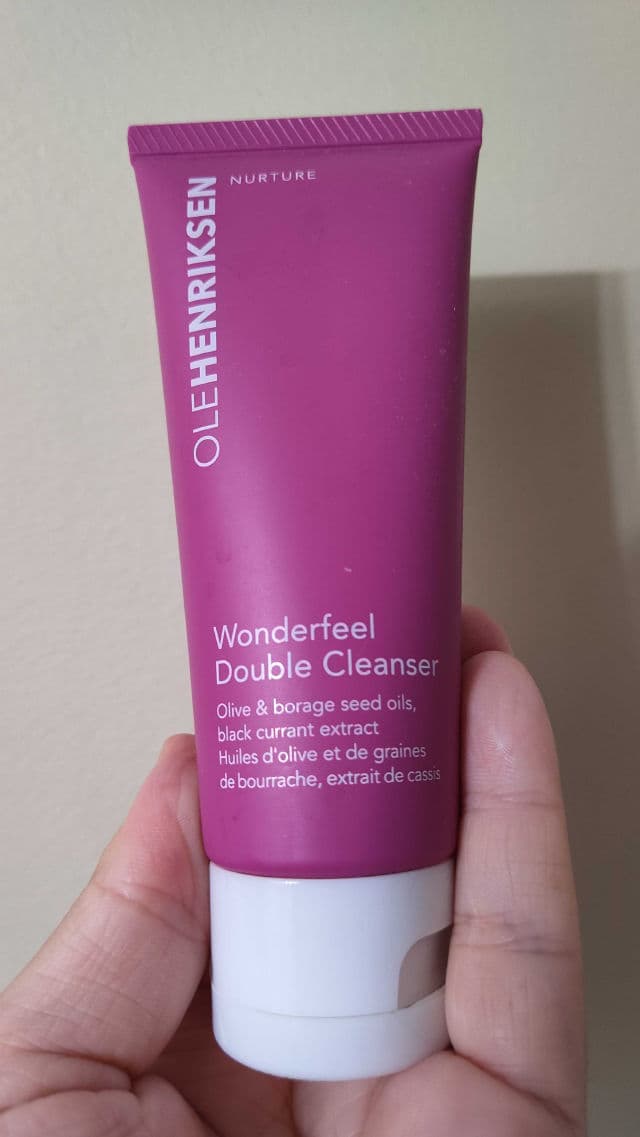 NURTURE
OLEHENRIKSEN
Wonderfeel
Double Cleanser
Olive & borage seed oils,
black currant extract
Huiles d'olive et de graines
de bourrache, extrait de cassis